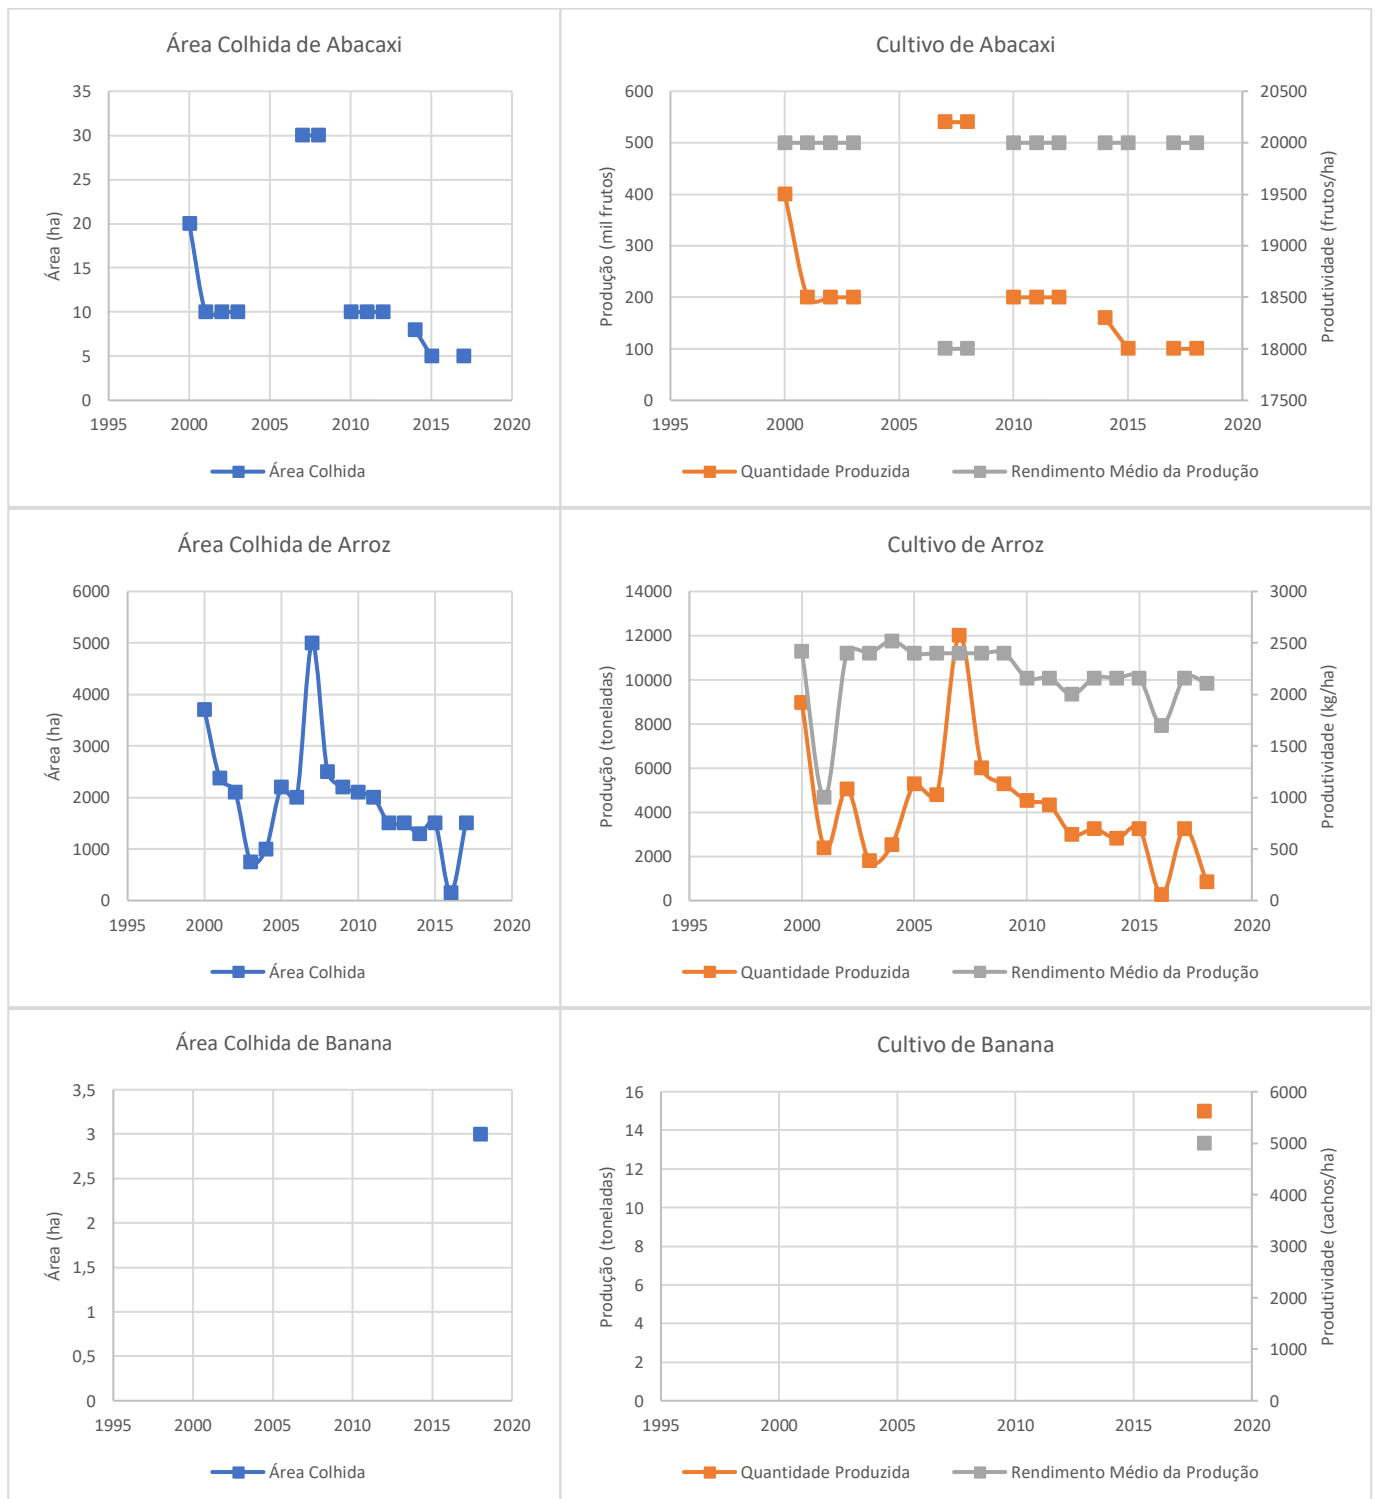 Área Colhida de Abacaxi
35
30
25
20
15
10
5
0
Área (ha)
1995 2000 2005 2010 2015 2020
Área Colhida
Cultivo de Abacaxi
600
500
400
300
200
100
0
Produção (mil frutos)
20500
20000
19500
19000
18500
18000
17500
Produtividade (frutos/ha)
1995 2000 2005 2010 2015 2020
Quantidade Produzida Rendimento Médio da Produção
Área Colhida de Arroz
6000
5000
4000
3000
2000
1000
0
Área (ha)
1995 2000 2005 2010 2015 2020
Área Colhida
Cultivo de Arroz
14000
12000
10000
8000
6000
4000
2000
0
Produção (toneladas)
3000
2500
2000
1500
1000
500
0
Produtividade (kg/ha)
1995 2000 2005 2010 2015 2020
Quantidade Produzida Rendimento Médio da Produção
Área Colhida de Banana
3,5
3
2,5
2
1,5
1
0,5
0
Área (ha)
1995 2000 2005 2010 2015 2020
Área Colhida
Cultivo de Banana
16
14
12
10
8
6
4
2
0
Produção (toneladas)
6000
5000
4000
3000
2000
1000
0
Produtividade (cachos/ha)
1995 2000 2005 2010 2015 2020
Quantidade Produzida Rendimento Médio da Produção